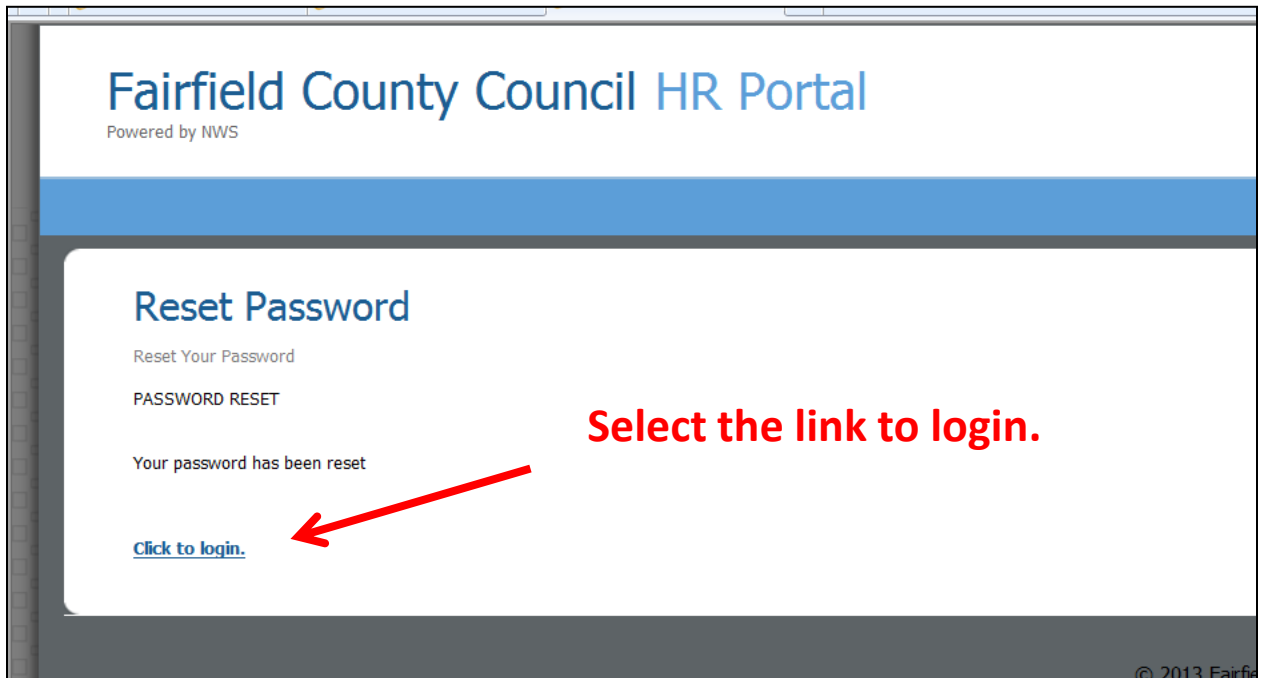 Fairfield County Council HR Portal
Powered by NWS
Reset Password
Reset Your Password
PASSWORD RESET
Select the link to login.
Your password has been reset
Click to login.
© 2013